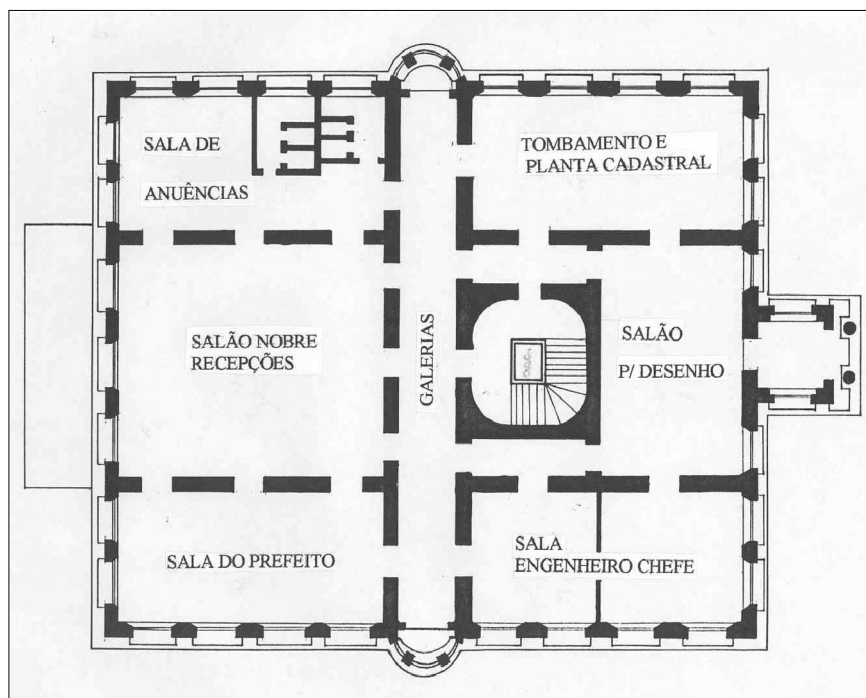 SALA DE
ANUÊNCIAS
TOMBAMENTO E
PLANTA CADASTRAL
SALÃO NOBRE
RECEPÇÕES
GALERIAS
SALÃO
P/ DESENHO
SALA DO PREFEITO
SALA
ENGENHEIRO CHEFE